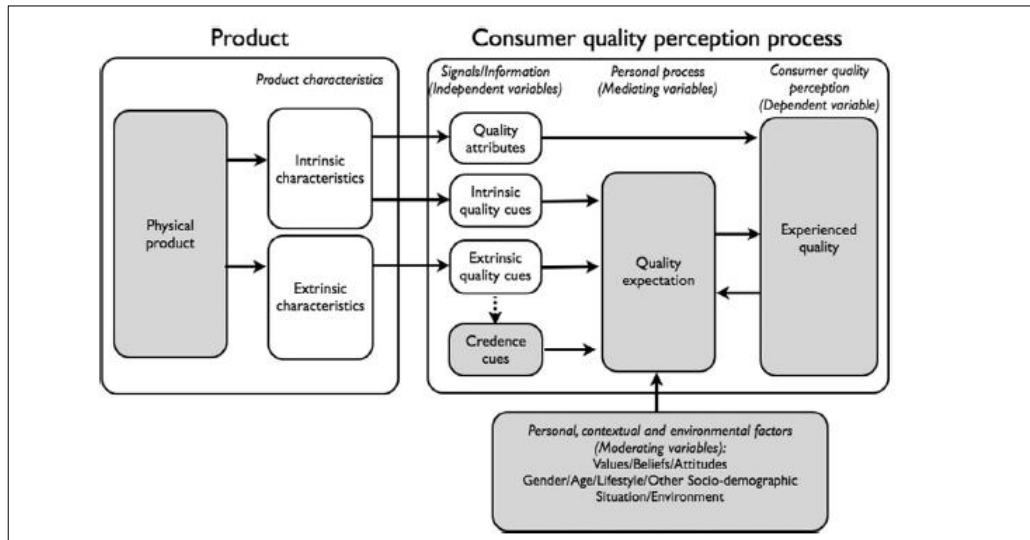 Product
Consumer quality perception process
Product characteristics
Signals/Information
(Independent variables)
Personal process
(Mediating variables)
Consumer quality
perception
(Dependent variable)
Physical
product
Intrinsic
characteristics
Extrinsic
characteristics
Quality
attributes
Intrinsic
quality cues
Extrinsic
quality cues
Credence
cues
Quality
expectation
Experienced
quality
Personal, contextual and environmental factors
(Moderating variables):
Values/Beliefs/Attitudes
Gender/Age/Lifestyle/Other Socio-demographic
Situation/Environment